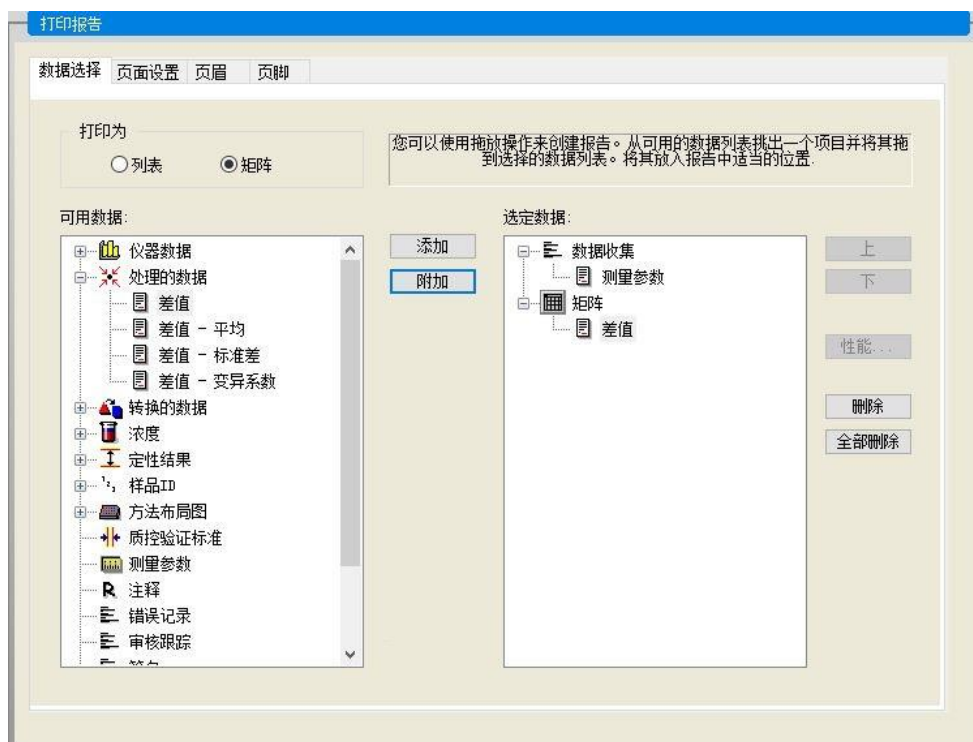 打印报告
数据选择 页面设置 页眉 页脚
打印为
列表 矩阵
您可以使用拖放操作来创建报告。从可用的数据列表挑出一个项目并将其拖
到选择的数据列表。将其放入报告中适当的位置.
可用数据:
仪器数据
处理的数据
差值
差值 - 平均
差值 - 标准差
差值 - 变异系数
转换的数据
浓度
定性结果
样品ID
方法布局图
质控验证标准
测量参数
注释
错误记录
审核跟踪
添加
附加
选定数据:
数据收集
测量参数
矩阵
差值
上
下
性能...
删除
全部删除